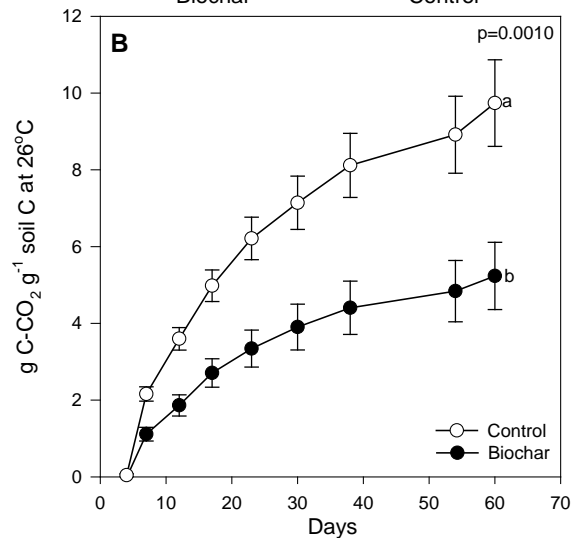 Biochar Control
B
p=0.0010
12
10
8
6
4
2
0
g C-CO₂ g⁻¹ soil C at 26°C
a
b
Control
Biochar
0 10 20 30 40 50 60 70
Days